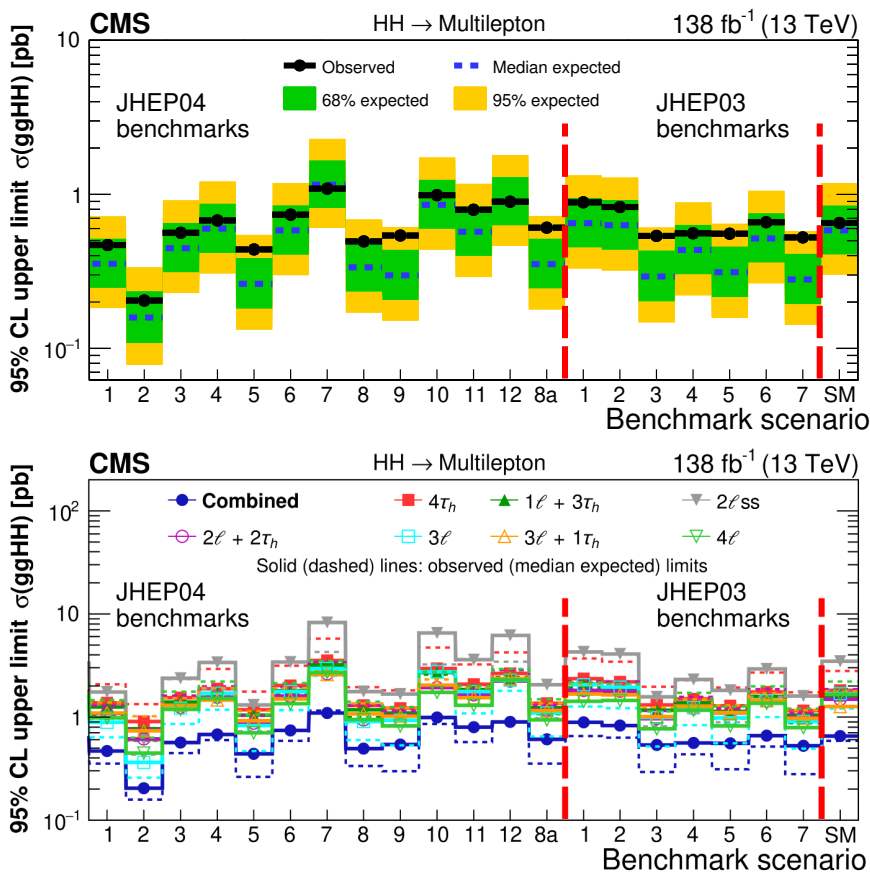 CMS HH → Multilepton 138 fb⁻¹ (13 TeV)
95% CL upper limit σ(ggHH) [pb]
10
1
10⁻¹
Observed Median expected
68% expected 95% expected
JHEP04 benchmarks
JHEP03 benchmarks
1 2 3 4 5 6 7 8 9 10 11 12 8a 1 2 3 4 5 6 7 SM
Benchmark scenario
CMS HH → Multilepton 138 fb⁻¹ (13 TeV)
95% CL upper limit σ(ggHH) [pb]
10²
10
1
10⁻¹
Combined 4τₕ 1ℓ + 3τₕ 2ℓ ss
2ℓ + 2τₕ 3ℓ 3ℓ + 1τₕ 4ℓ
Solid (dashed) lines: observed (median expected) limits
JHEP04 benchmarks
JHEP03 benchmarks
1 2 3 4 5 6 7 8 9 10 11 12 8a 1 2 3 4 5 6 7 SM
Benchmark scenario